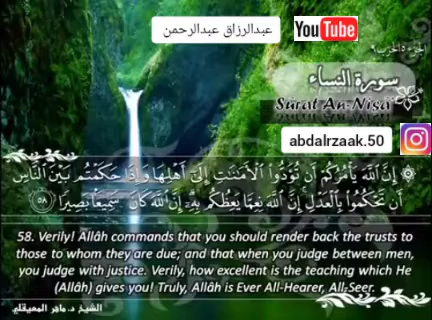 عبدالرزاق عبدالرحمن
YouTube
سورة النساء
Sûrat An-Nisa
abdalrzaak.50
۞ إِنَّ ٱللَّهَ يَأْمُرُكُمْ أَن تُؤَدُّوا۟ ٱلْأَمَـٰنَـٰتِ إِلَىٰٓ أَهْلِهَا وَإِذَا حَكَمْتُم بَيْنَ ٱلنَّاسِ
أَن تَحْكُمُوا۟ بِٱلْعَدْلِ ۚ إِنَّ ٱللَّهَ نِعِمَّا يَعِظُكُم بِهِۦٓ ۗ إِنَّ ٱللَّهَ كَانَ سَمِيعًۢا بَصِيرًا ٥٨
58. Verily! Allâh commands that you should render back the trusts to
those to whom they are due; and that when you judge between men,
you judge with justice. Verily, how excellent is the teaching which He
(Allâh) gives you! Truly, Allâh is Ever All-Hearer, All-Seer.
الشيخ د. ماهر المعيقلي